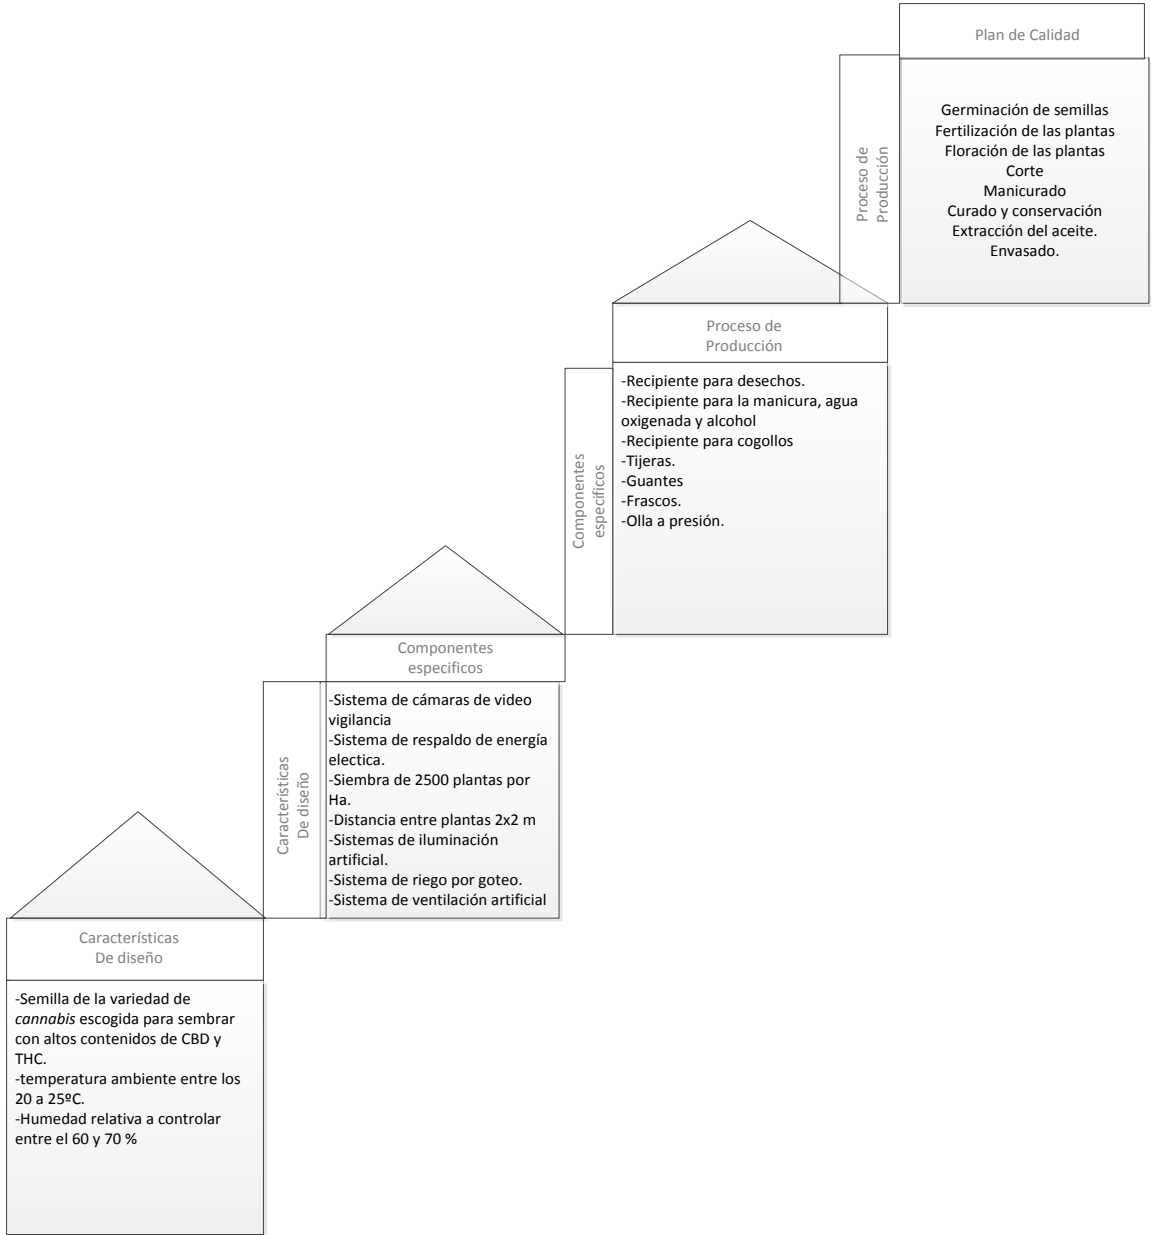 Plan de Calidad
Proceso de
Producción
Germinación de semillas
Fertilización de las plantas
Floración de las plantas
Corte
Manicurado
Curado y conservación
Extracción del aceite.
Envasado.
Proceso de
Producción
Componentes
especificos
-Recipiente para desechos.
-Recipiente para la manicura, agua
oxigenada y alcohol
-Recipiente para cogollos
-Tijeras.
-Guantes
-Frascos.
-Olla a presión.
Componentes
especificos
Características
De diseño
-Sistema de cámaras de video
vigilancia
-Sistema de respaldo de energía
electica.
-Siembra de 2500 plantas por
Ha.
-Distancia entre plantas 2x2 m
-Sistemas de iluminación
artificial.
-Sistema de riego por goteo.
-Sistema de ventilación artificial
Características
De diseño
-Semilla de la variedad de
cannabis escogida para sembrar
con altos contenidos de CBD y
THC.
-temperatura ambiente entre los
20 a 25ºC.
-Humedad relativa a controlar
entre el 60 y 70 %